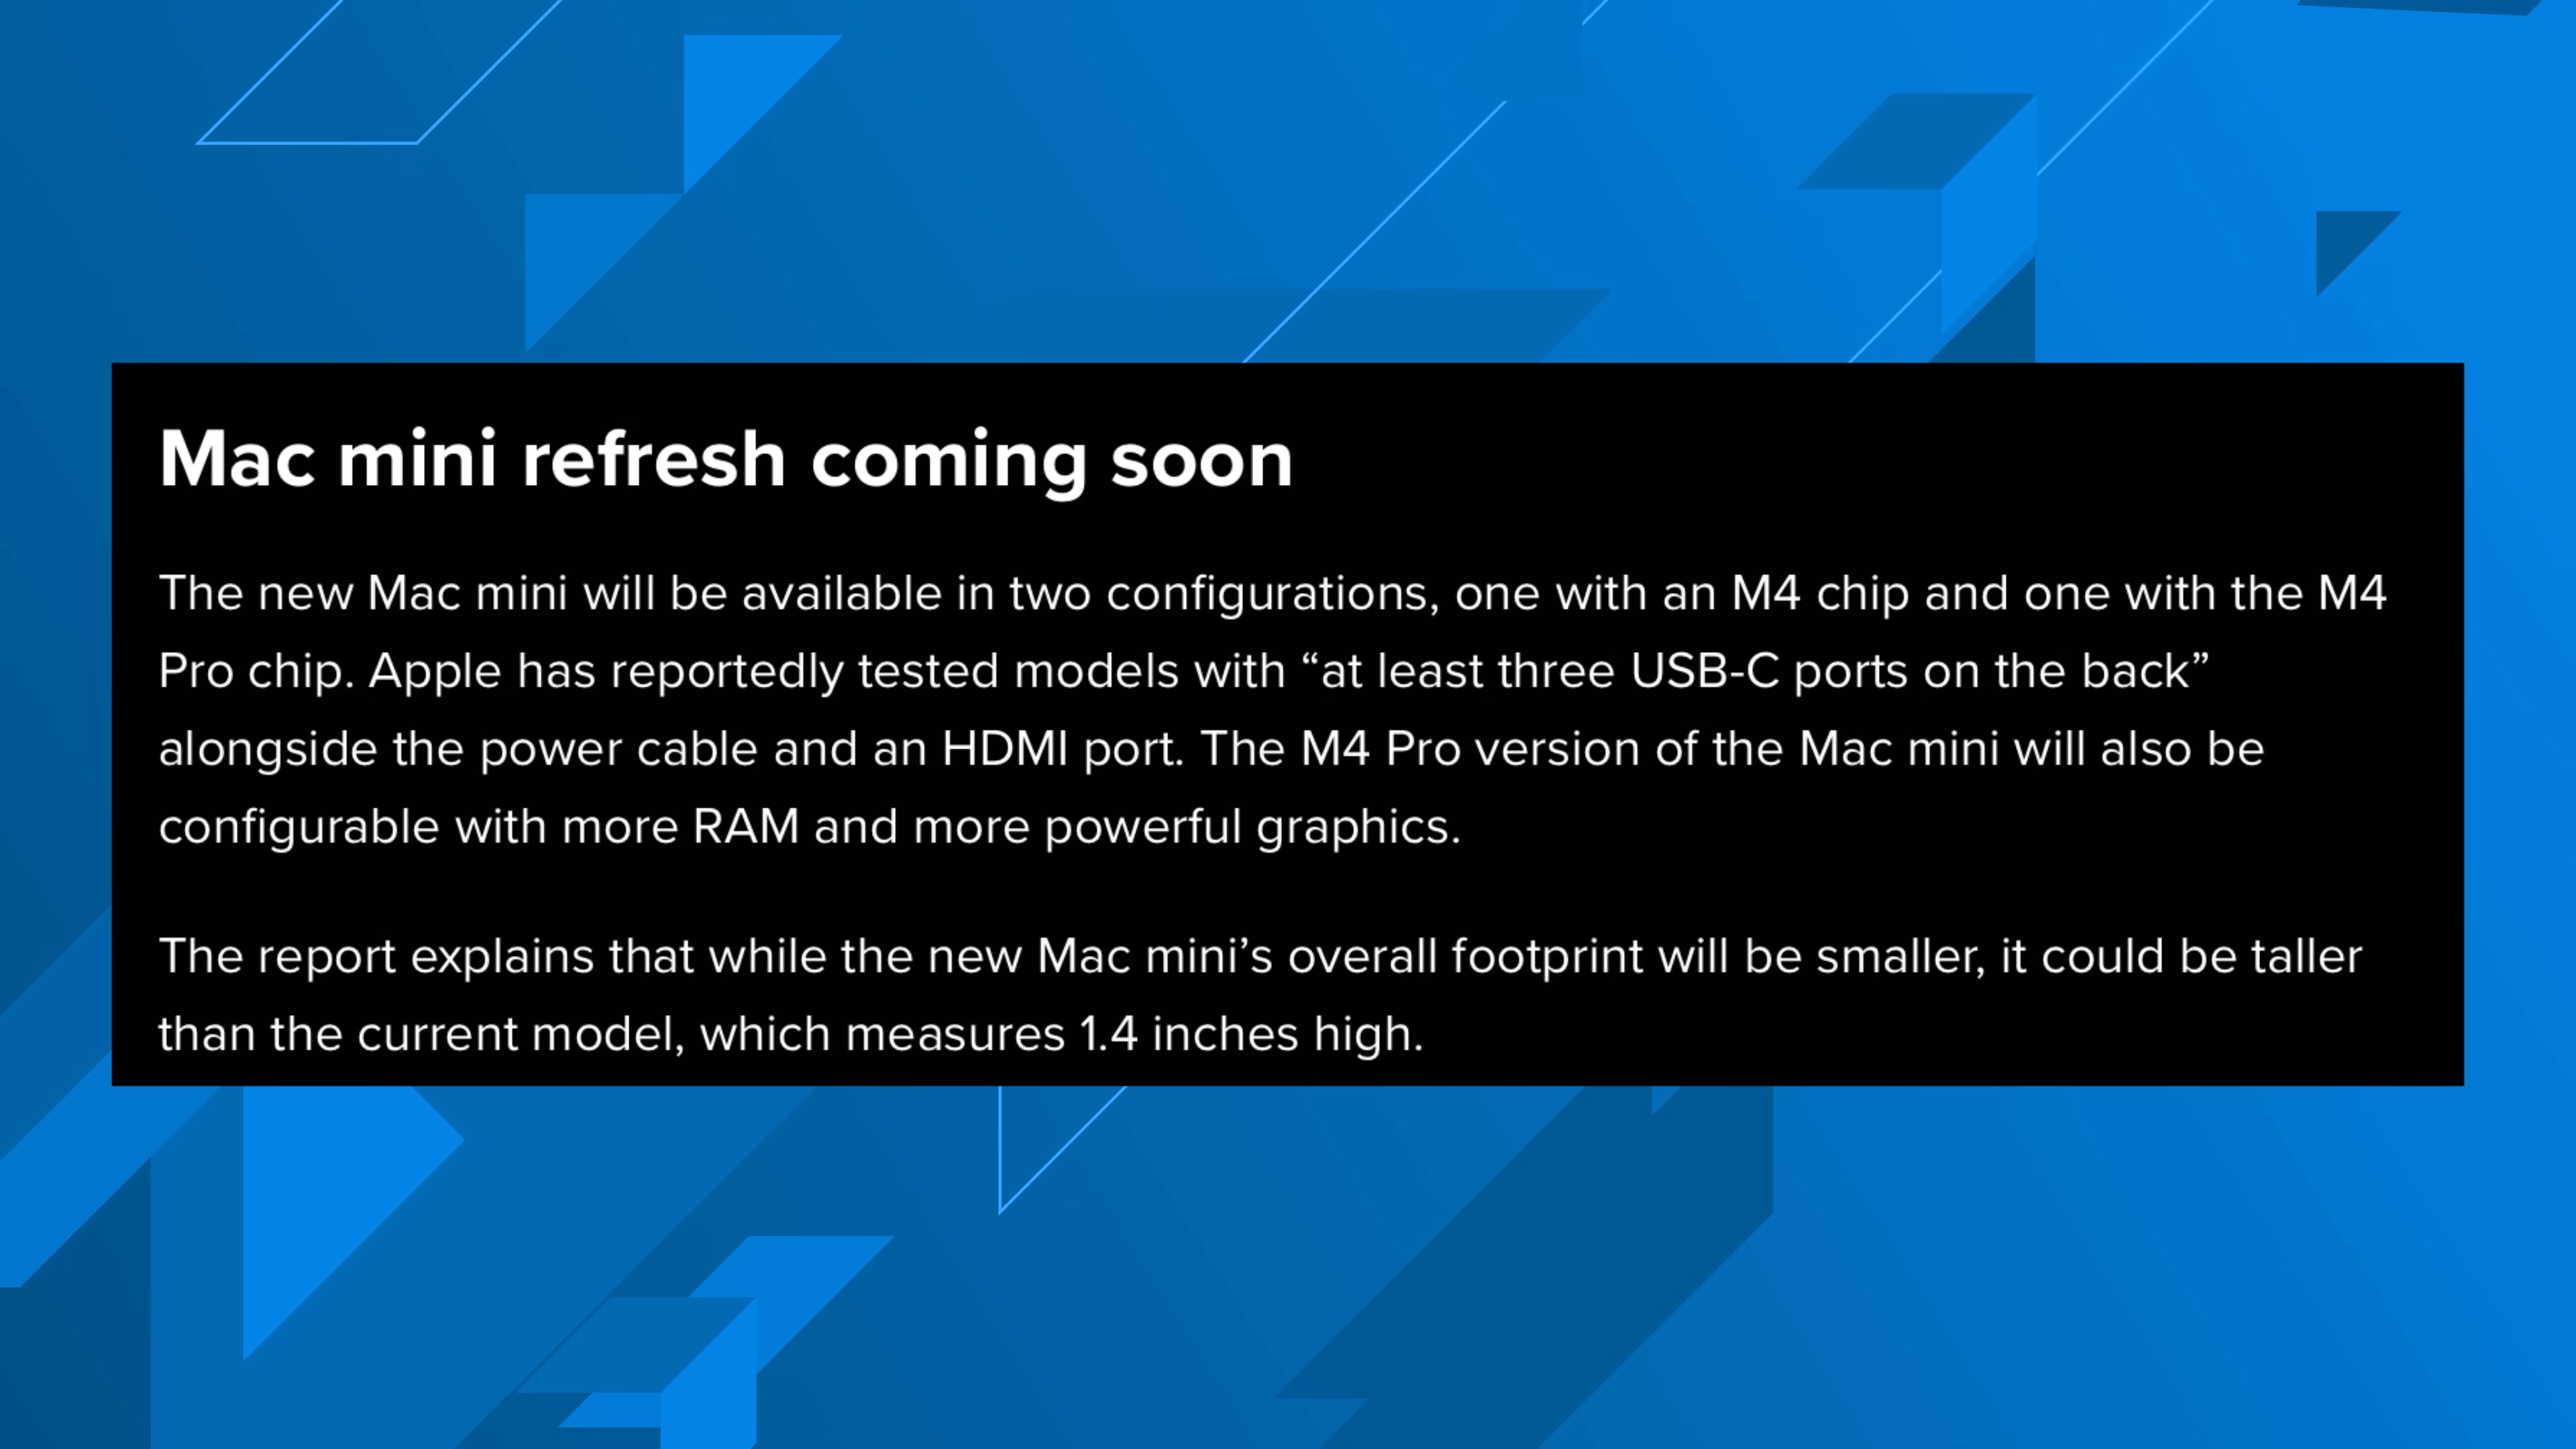 Mac mini refresh coming soon
The new Mac mini will be available in two configurations, one with an M4 chip and one with the M4
Pro chip. Apple has reportedly tested models with “at least three USB-C ports on the back”
alongside the power cable and an HDMI port. The M4 Pro version of the Mac mini will also be
configurable with more RAM and more powerful graphics.
The report explains that while the new Mac mini’s overall footprint will be smaller, it could be taller
than the current model, which measures 1.4 inches high.